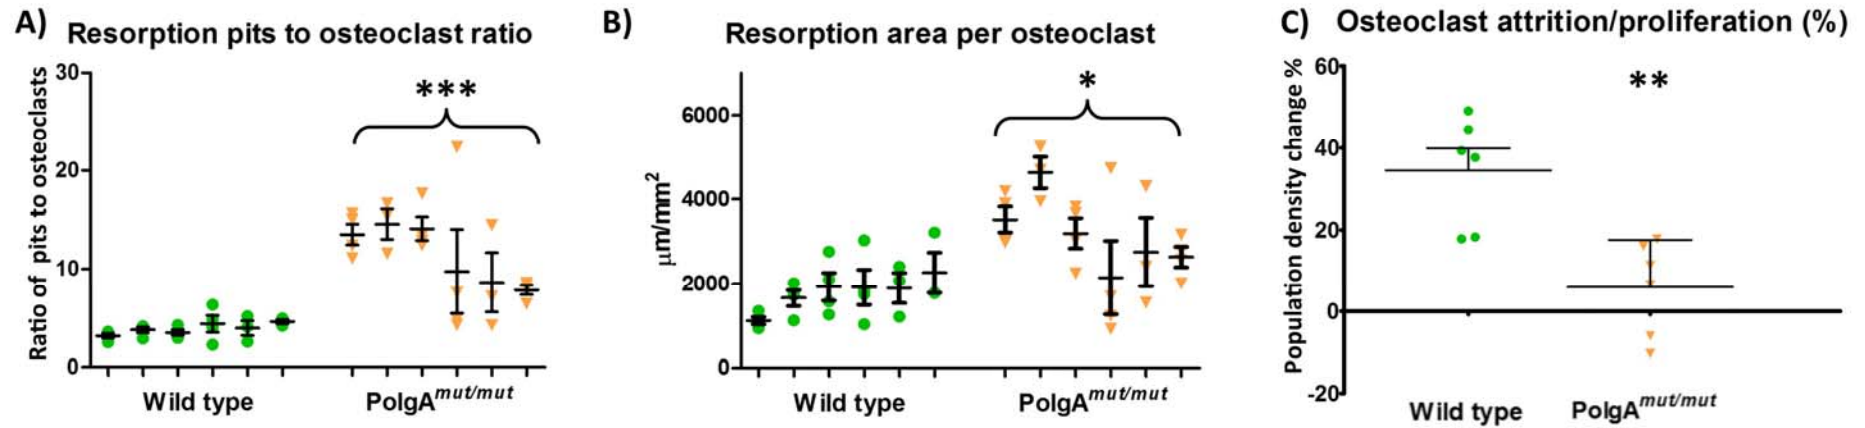 A) Resorption pits to osteoclast ratio
Ratio of pits to osteoclasts
30
20
10
0
***
Wild type
PolgA mut/mut
B) Resorption area per osteoclast
μm/mm2
6000
4000
2000
0
*
Wild type
PolgA mut/mut
C) Osteoclast attrition/proliferation (%)
Population density change %
60
40
20
0
-20
**
Wild type
PolgA mut/mut